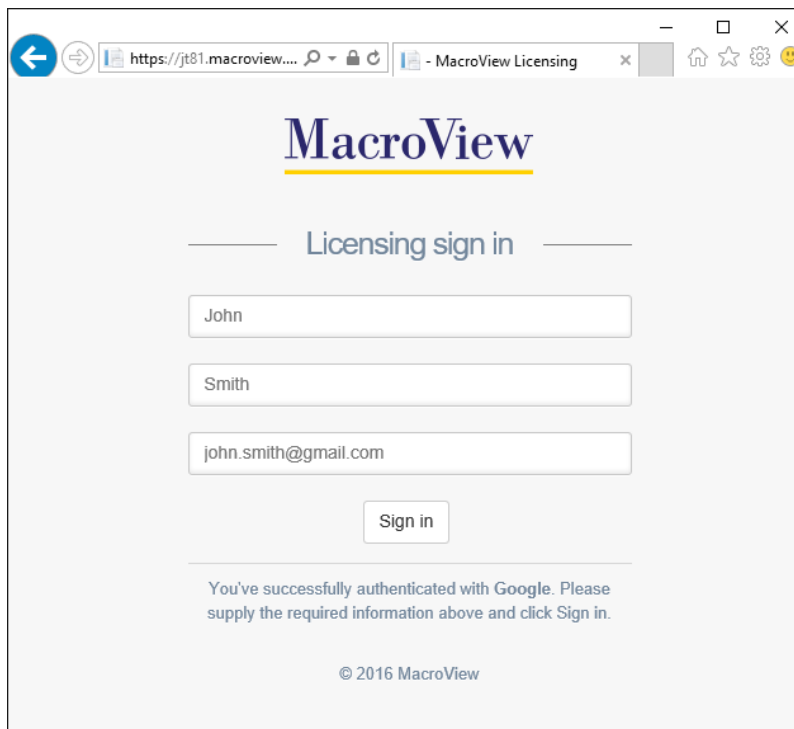 https://jt81.macroview....
- MacroView Licensing
MacroView
Licensing sign in
John
Smith
john.smith@gmail.com
Sign in
You've successfully authenticated with Google. Please
supply the required information above and click Sign in.
© 2016 MacroView